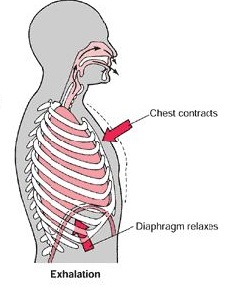 Chest contracts
Diaphragm relaxes
Exhalation